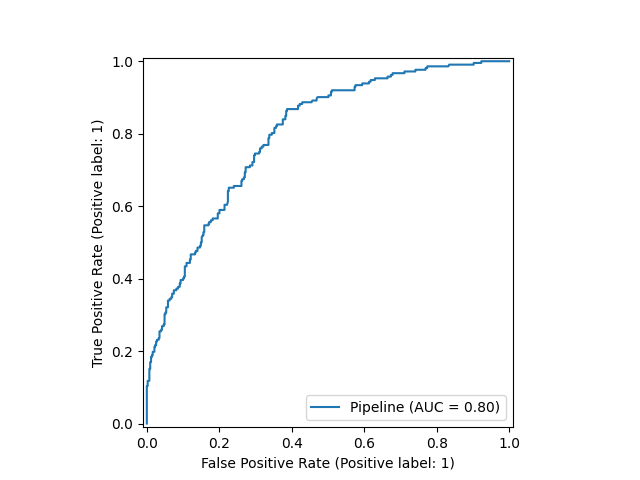 1.0
0.8
0.6
0.4
0.2
0.0
True Positive Rate (Positive label: 1)
Pipeline (AUC = 0.80)
0.0 0.2 0.4 0.6 0.8 1.0
False Positive Rate (Positive label: 1)